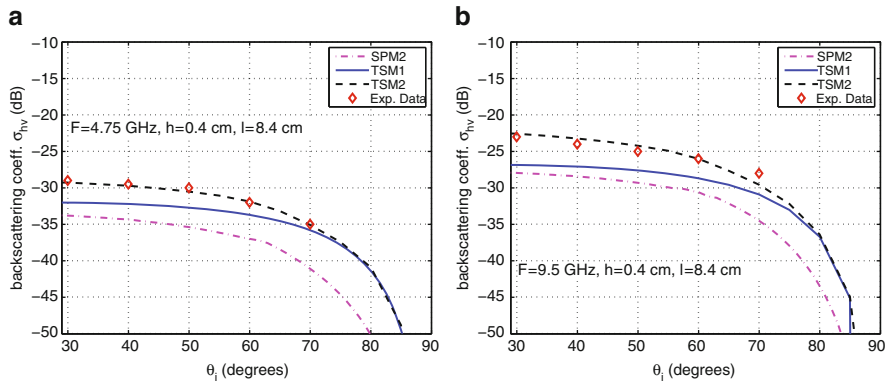 a
−10
−15
−20
−25
−30
−35
−40
−45
−50
backscattering coeff. σhv (dB)
SPM2
TSM1
TSM2
Exp. Data
F=4.75 GHz, h=0.4 cm, l=8.4 cm
30 40 50 60 70 80 90
θi (degrees)
b
−10
−15
−20
−25
−30
−35
−40
−45
−50
backscattering coeff. σhv (dB)
SPM2
TSM1
TSM2
Exp. Data
F=9.5 GHz, h=0.4 cm, l=8.4 cm
30 40 50 60 70 80 90
θi (degrees)